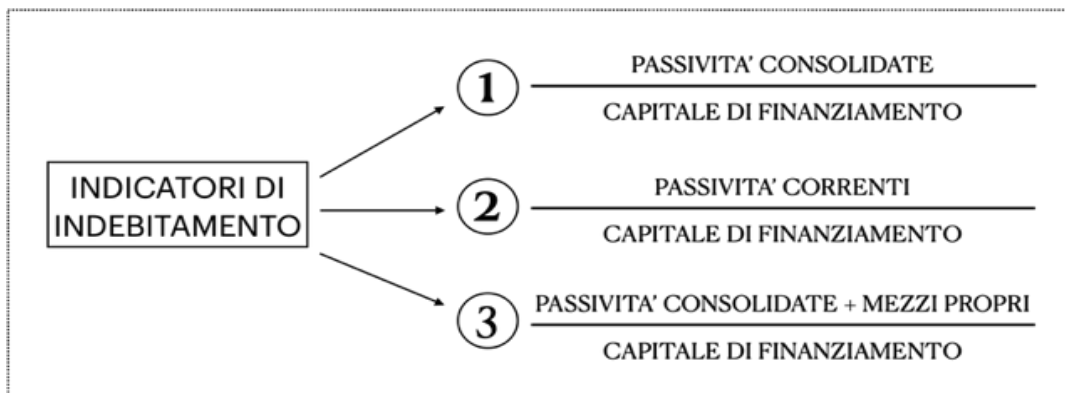 INDICATORI DI
INDEBITAMENTO
1
PASSIVITA' CONSOLIDATE
CAPITALE DI FINANZIAMENTO
2
PASSIVITA' CORRENTI
CAPITALE DI FINANZIAMENTO
3
PASSIVITA' CONSOLIDATE + MEZZI PROPRI
CAPITALE DI FINANZIAMENTO